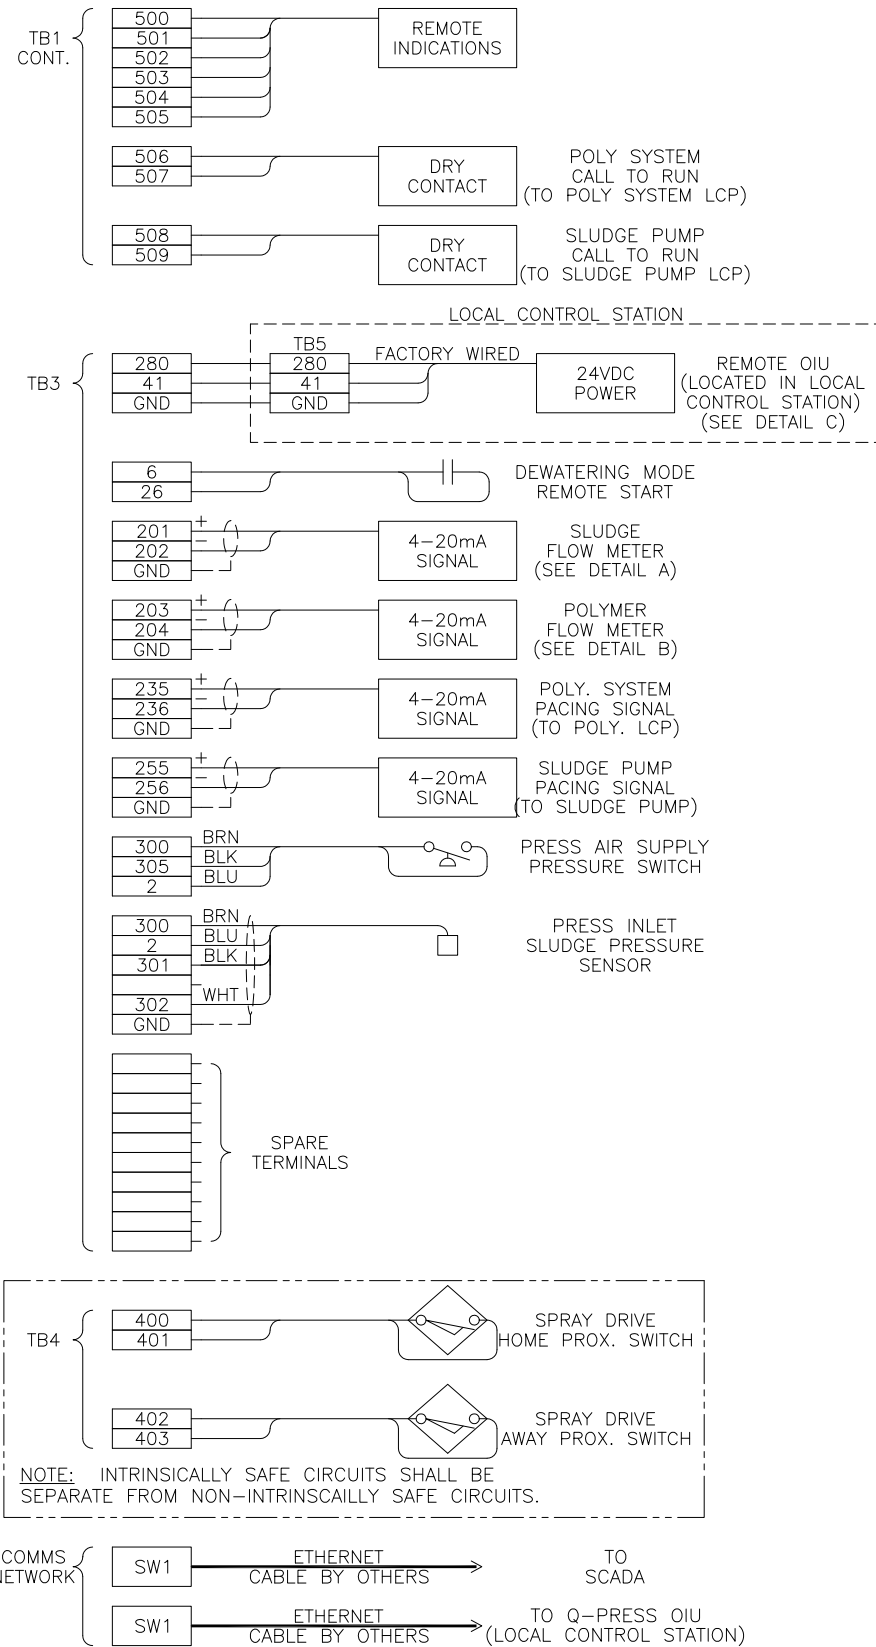 TB1
CONT.
500
501
502
503
504
505
REMOTE
INDICATIONS
506
507
DRY
CONTACT
POLY SYSTEM
CALL TO RUN
(TO POLY SYSTEM LCP)
508
509
DRY
CONTACT
SLUDGE PUMP
CALL TO RUN
(TO SLUDGE PUMP LCP)
LOCAL CONTROL STATION
TB3
280
41
GND
TB5
280
41
GND
FACTORY WIRED
24VDC
POWER
REMOTE OIU
(LOCATED IN LOCAL
CONTROL STATION)
(SEE DETAIL C)
6
26
DEWATERING MODE
REMOTE START
201
202
GND
+
−
4−20mA
SIGNAL
SLUDGE
FLOW METER
(SEE DETAIL A)
203
204
GND
+
−
4−20mA
SIGNAL
POLYMER
FLOW METER
(SEE DETAIL B)
235
236
GND
+
−
4−20mA
SIGNAL
POLY. SYSTEM
PACING SIGNAL
(TO POLY. LCP)
255
256
GND
+
−
4−20mA
SIGNAL
SLUDGE PUMP
PACING SIGNAL
(TO SLUDGE PUMP)
300
305
2
BRN
BLK
BLU
PRESS AIR SUPPLY
PRESSURE SWITCH
300
2
301
302
GND
BRN
BLU
BLK
WHT
PRESS INLET
SLUDGE PRESSURE
SENSOR
SPARE
TERMINALS
TB4
400
401
SPRAY DRIVE
HOME PROX. SWITCH
402
403
SPRAY DRIVE
AWAY PROX. SWITCH
NOTE: INTRINSICALLY SAFE CIRCUITS SHALL BE
SEPARATE FROM NON−INTRINSCAILLY SAFE CIRCUITS.
COMMS
NETWORK
SW1
ETHERNET
CABLE BY OTHERS
TO
SCADA
SW1
ETHERNET
CABLE BY OTHERS
TO Q−PRESS OIU
(LOCAL CONTROL STATION)